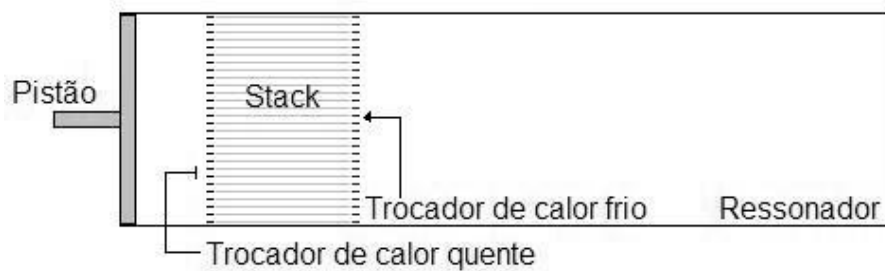 Pistão
Stack
Trocador de calor frio
Ressonador
Trocador de calor quente